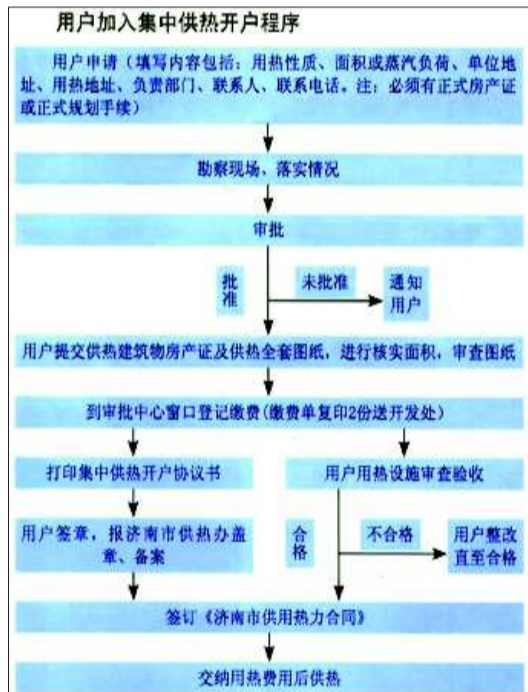 用户加入集中供热开户程序
用户申请（填写内容包括：用热性质、面积或蒸汽负荷、单位地
址、用热地址、负责部门、联系人、联系电话。注：必须有正式房产证
或正式规划手续）
勘察现场、落实情况
审批
批
准
未批准
通知
用户
用户提交供热建筑物房产证及供热全套图纸，进行核实面积，审查图纸
到审批中心窗口登记缴费(缴费单复印2份送开发处)
打印集中供热开户协议书
用户用热设施审查验收
用户签章，报济南市供热办盖
章、备案
合
格
不合格
用户整改
直至合格
签订《济南市供用热力合同》
交纳用热费用后供热